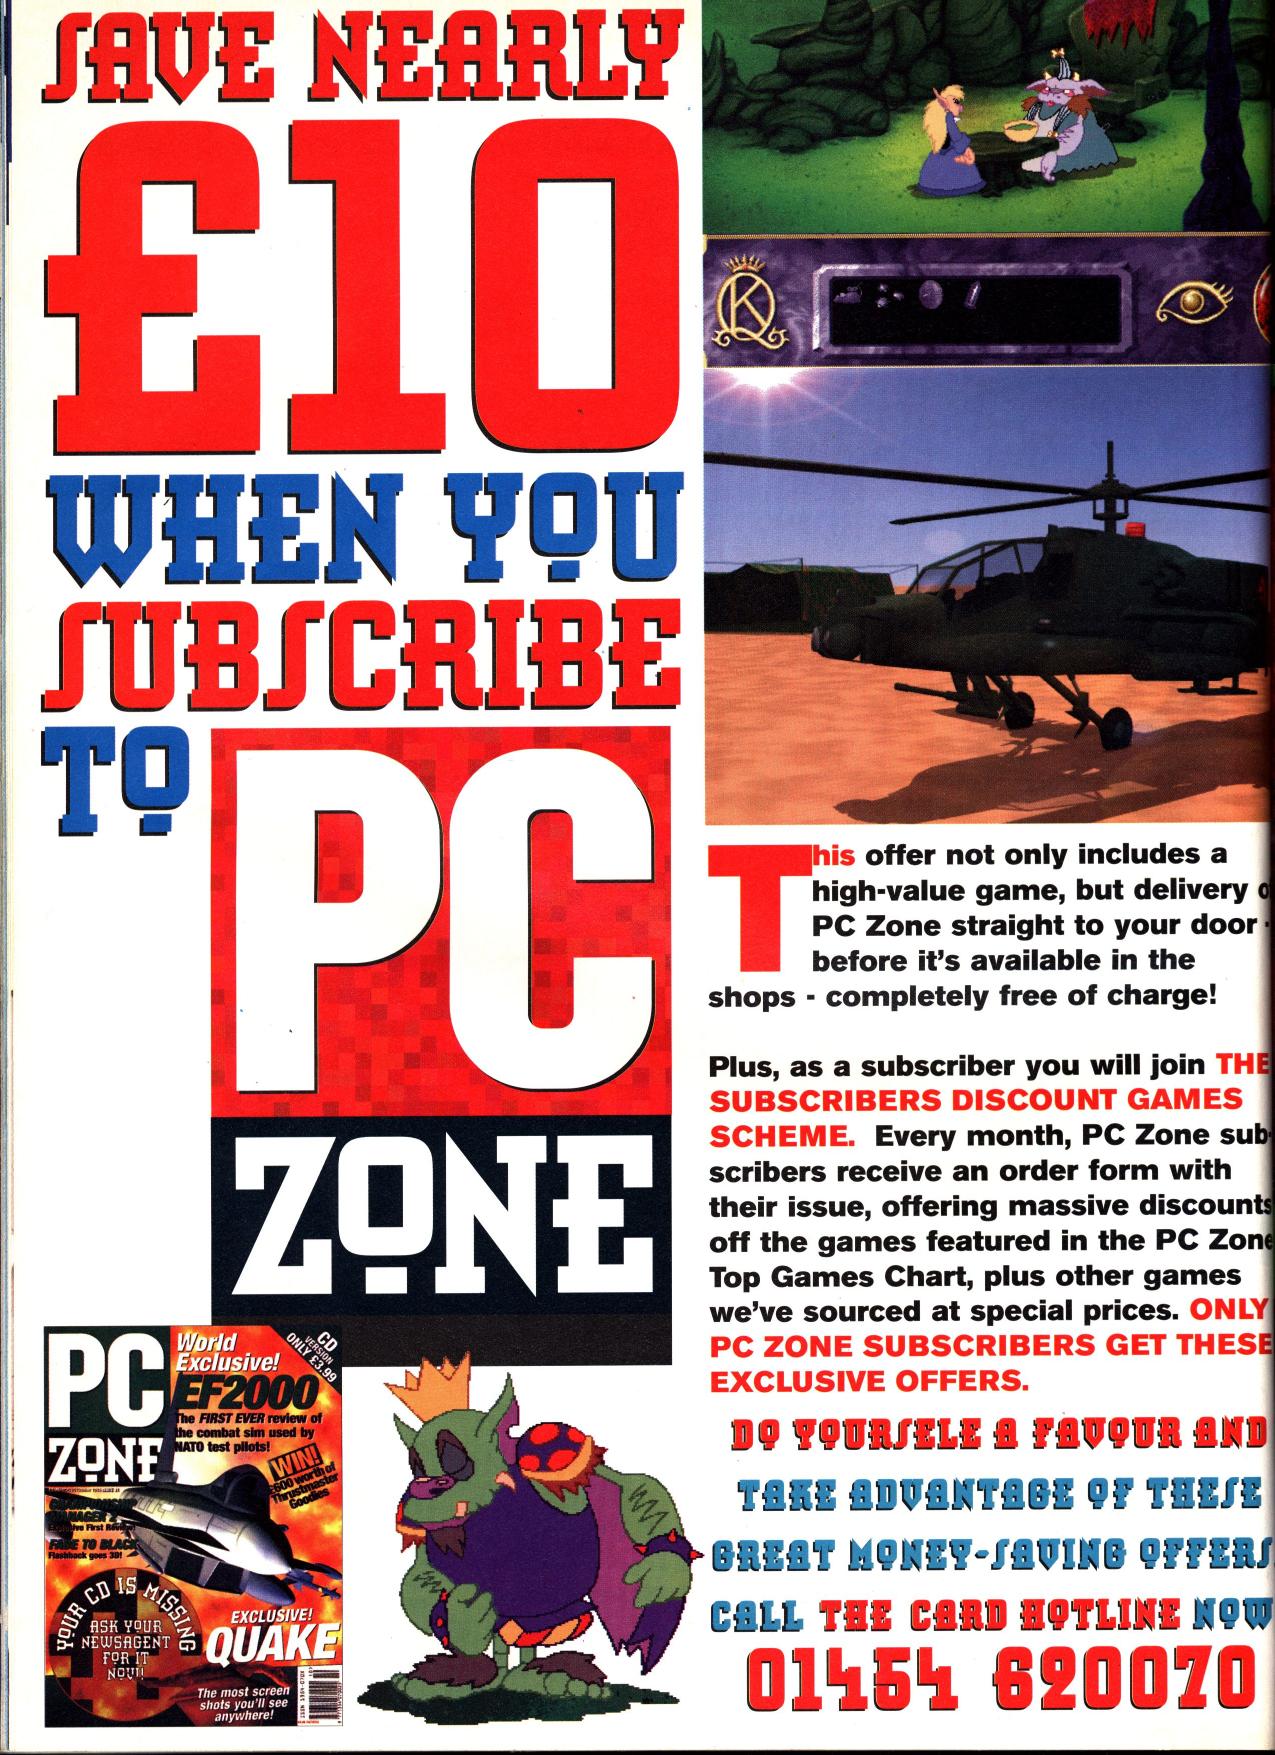 SAVE NEARLY
£10
WHEN YOU
SUBSCRIBE
TO
PC
ZONE
This offer not only includes a
high-value game, but delivery
PC Zone straight to your door -
before it's available in the
shops - completely free of charge!
Plus, as a subscriber you will join THE
SUBSCRIBERS DISCOUNT GAMES
SCHEME. Every month, PC Zone sub-
scribers receive an order form with
their issue, offering massive discounts
off the games featured in the PC Zone
Top Games Chart, plus other games
we've sourced at special prices. ONLY
PC ZONE SUBSCRIBERS GET THESE
EXCLUSIVE OFFERS.
DO YOURSELE A FAVOUR AND
TAKE ADVANTAGE OF THESE
GREAT MONEY-SAVING OFFERS
CALL THE CARD HOTLINE NOW
01454 620070
PC
ZONE
CD
VERSION
ONLY £3.99
World
Exclusive!
EF2000
The FIRST EVER review of
the combat sim used by
NATO test pilots!
WIN!
£600 worth of
Thrustmaster
Goodies
CHAMPIONSHIP
MANAGER 2
Exclusive First Review!
FADE TO BLACK
Flashback goes 3D!
YOUR CD IS MISSING
ASK YOUR
NEWSAGENT
FOR IT
NOW!!
EXCLUSIVE!
QUAKE
The most screen
shots you'll see
anywhere!